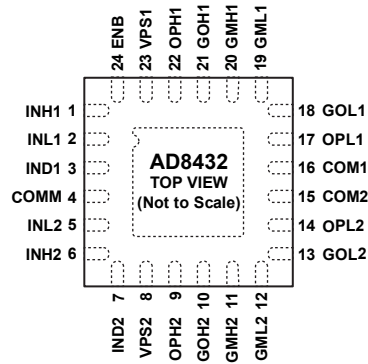 24 ENB
23 VPS1
22 OPH1
21 GOH1
20 GMH1
19 GML1
INH1 1
INL1 2
IND1 3
COMM 4
INL2 5
INH2 6
AD8432
TOP VIEW
(Not to Scale)
18 GOL1
17 OPL1
16 COM1
15 COM2
14 OPL2
13 GOL2
IND2 7
VPS2 8
OPH2 9
GOH2 10
GMH2 11
GML2 12